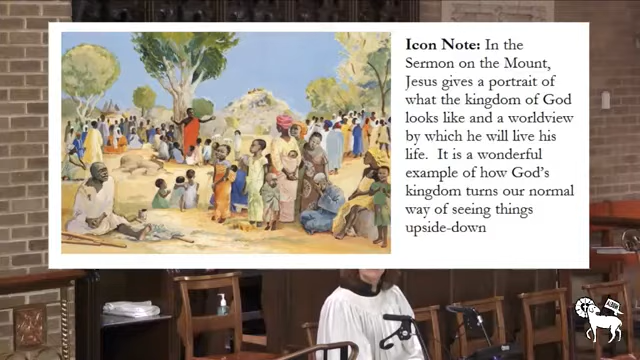 Icon Note: In the
Sermon on the Mount,
Jesus gives a portrait of
what the kingdom of God
looks like and a worldview
by which he will live his
life.  It is a wonderful
example of how God's
kingdom turns our normal
way of seeing things
upside-down